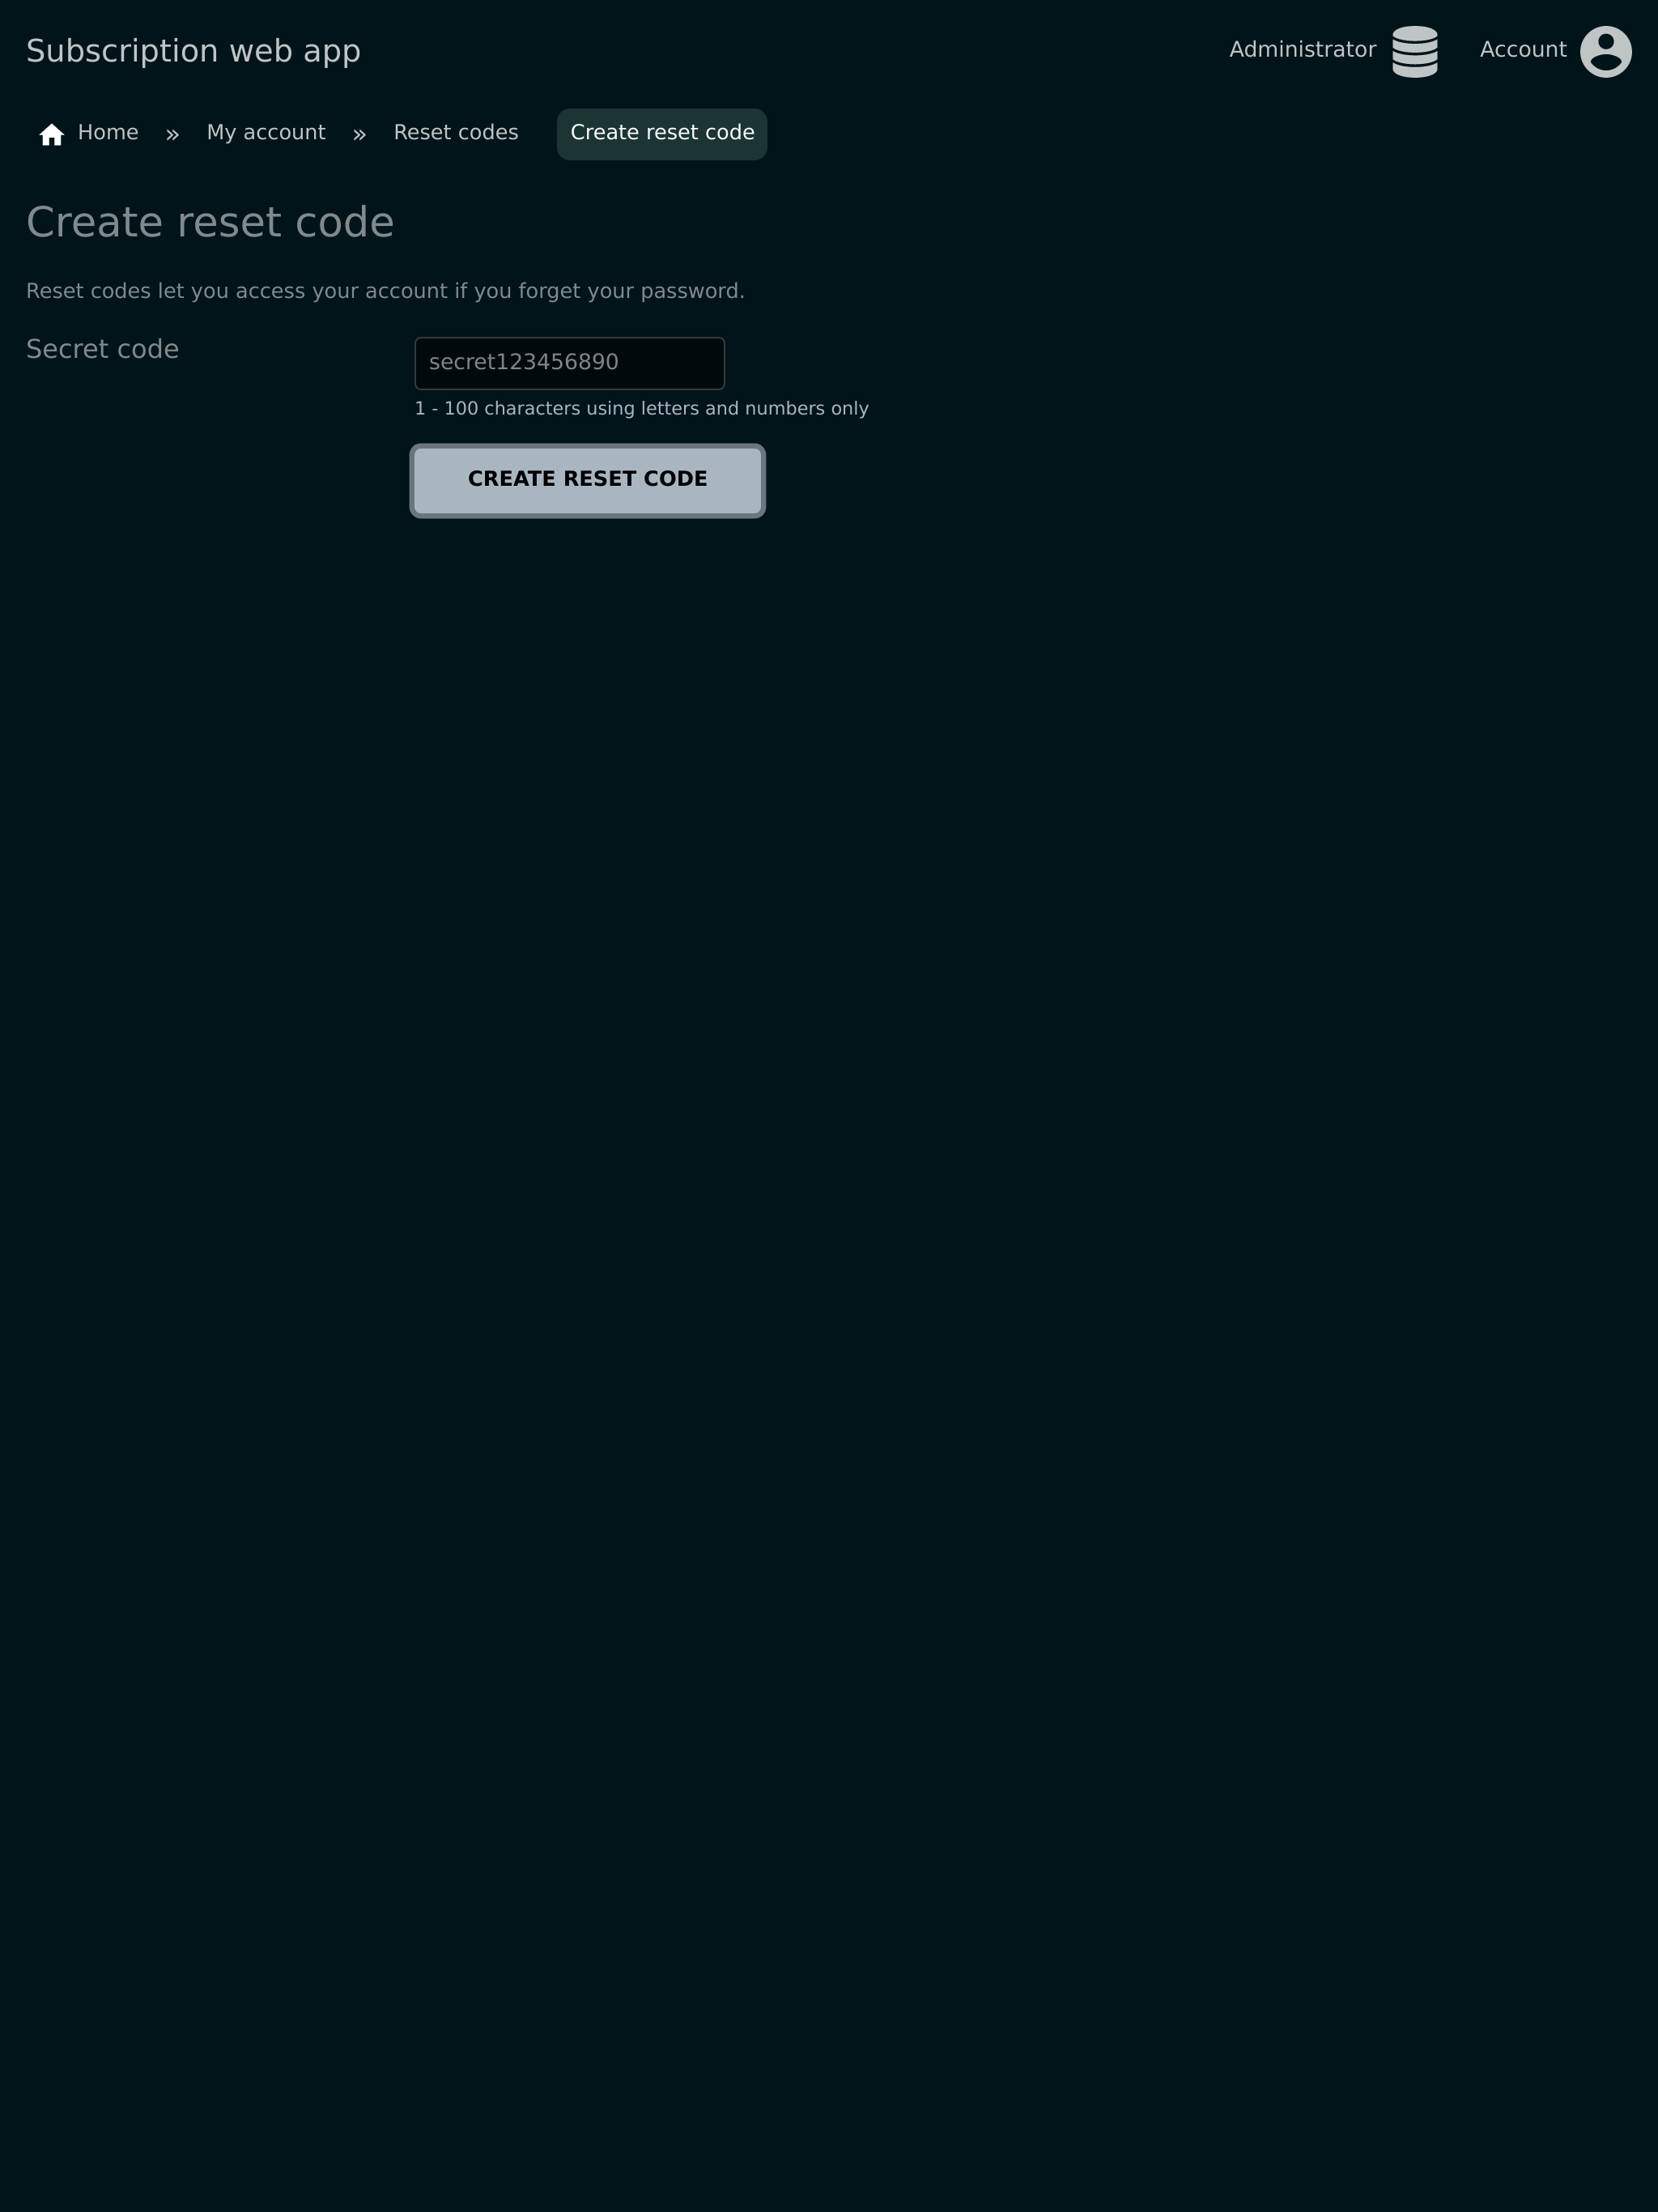 Subscription web app Administrator Account
Home » My account » Reset codes Create reset code
Create reset code
Reset codes let you access your account if you forget your password.
Secret code secret123456890
1 - 100 characters using letters and numbers only
CREATE RESET CODE